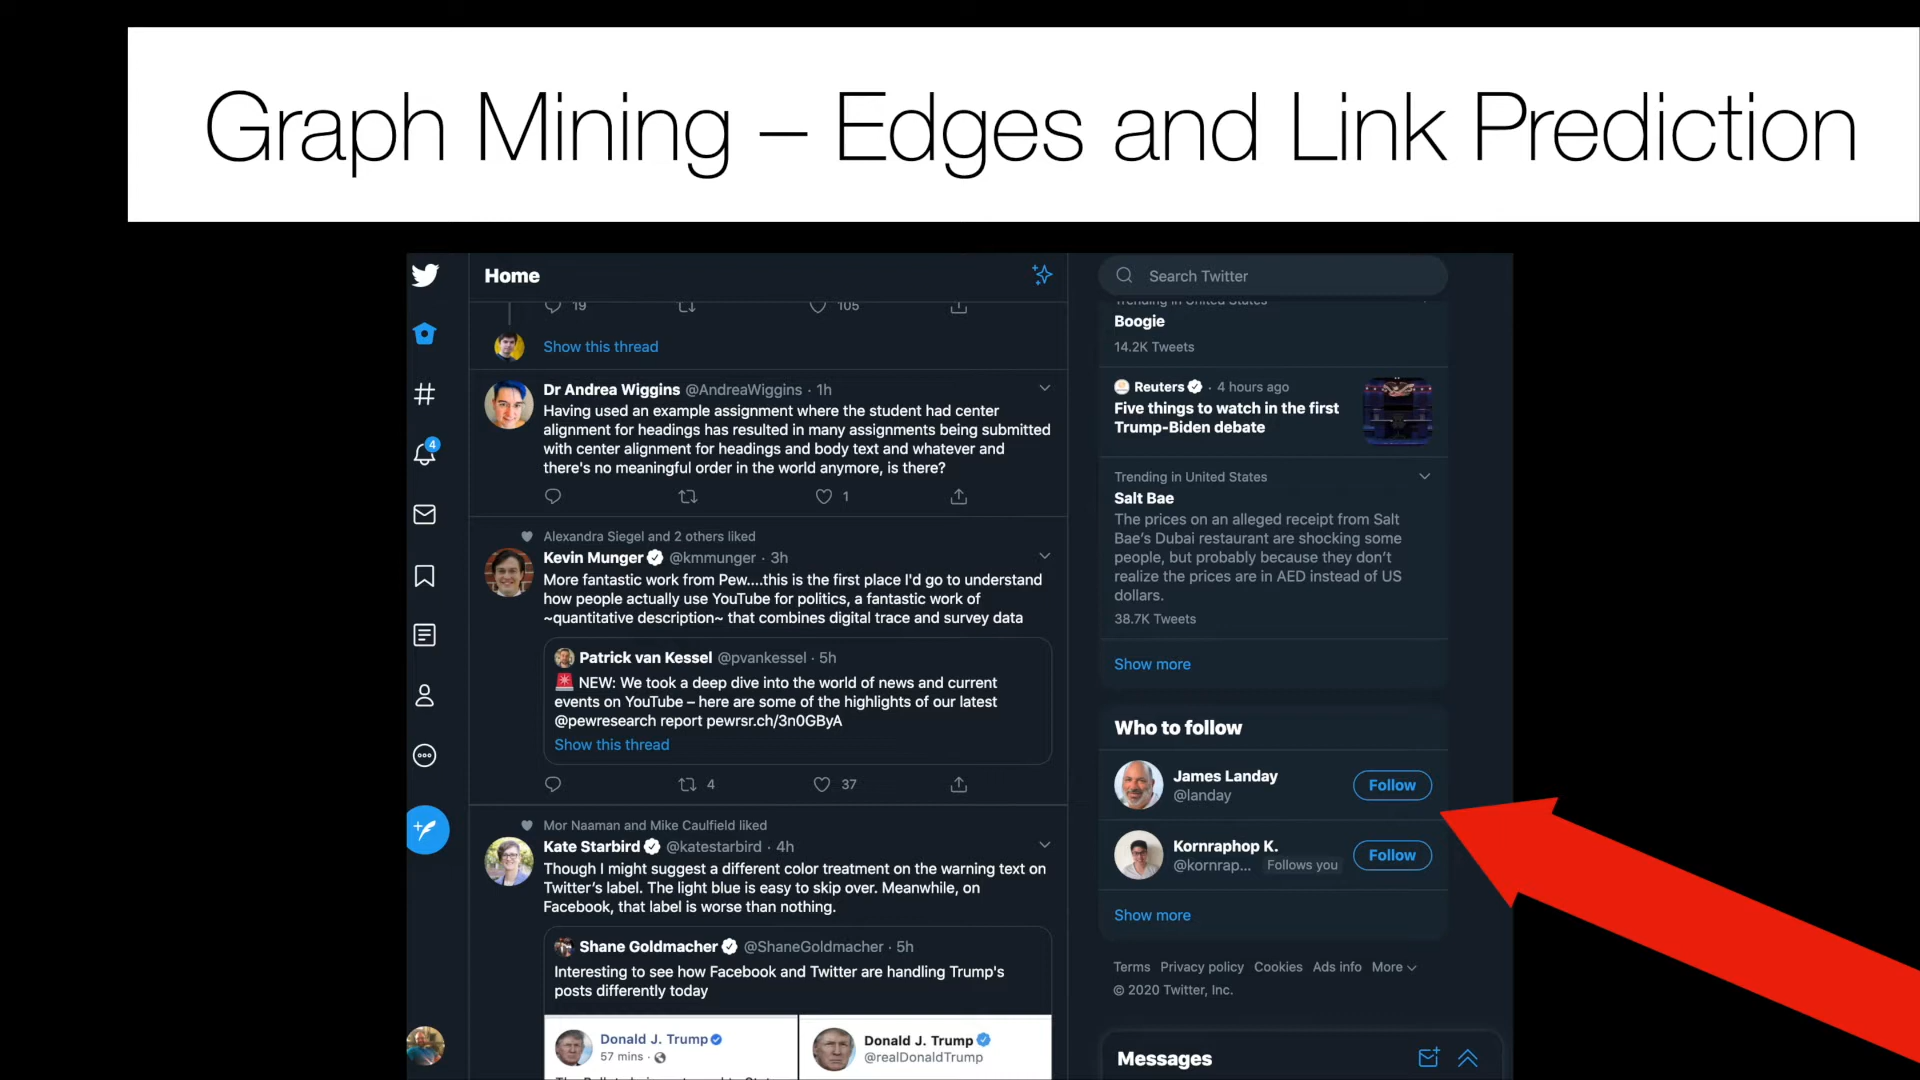 Graph Mining – Edges and Link Prediction
Home
19
105
Show this thread
Dr Andrea Wiggins @AndreaWiggins · 1h
Having used an example assignment where the student had center
alignment for headings has resulted in many assignments being submitted
with center alignment for headings and body text and whatever and
there's no meaningful order in the world anymore, is there?
1
Alexandra Siegel and 2 others liked
Kevin Munger @kmmunger · 3h
More fantastic work from Pew....this is the first place I'd go to understand
how people actually use YouTube for politics, a fantastic work of
~quantitative description~ that combines digital trace and survey data
Patrick van Kessel @pvankessel · 5h
NEW: We took a deep dive into the world of news and current
events on YouTube – here are some of the highlights of our latest
@pewresearch report pewrsr.ch/3n0GByA
Show this thread
4
37
Mor Naaman and Mike Caulfield liked
Kate Starbird @katestarbird · 4h
Though I might suggest a different color treatment on the warning text on
Twitter's label. The light blue is easy to skip over. Meanwhile, on
Facebook, that label is worse than nothing.
Shane Goldmacher @ShaneGoldmacher · 5h
Interesting to see how Facebook and Twitter are handling Trump's
posts differently today
Donald J. Trump
57 mins ·
Donald J. Trump
@realDonaldTrump
4
Search Twitter
Trending in United States
Boogie
14.2K Tweets
Reuters · 4 hours ago
Five things to watch in the first
Trump-Biden debate
Trending in United States
Salt Bae
The prices on an alleged receipt from Salt
Bae's Dubai restaurant are shocking some
people, but probably because they don't
realize the prices are in AED instead of US
dollars.
38.7K Tweets
Show more
Who to follow
James Landay
@landay
Follow
Kornraphop K.
@kornrap... Follows you
Follow
Show more
Terms Privacy policy Cookies Ads info More
© 2020 Twitter, Inc.
Messages